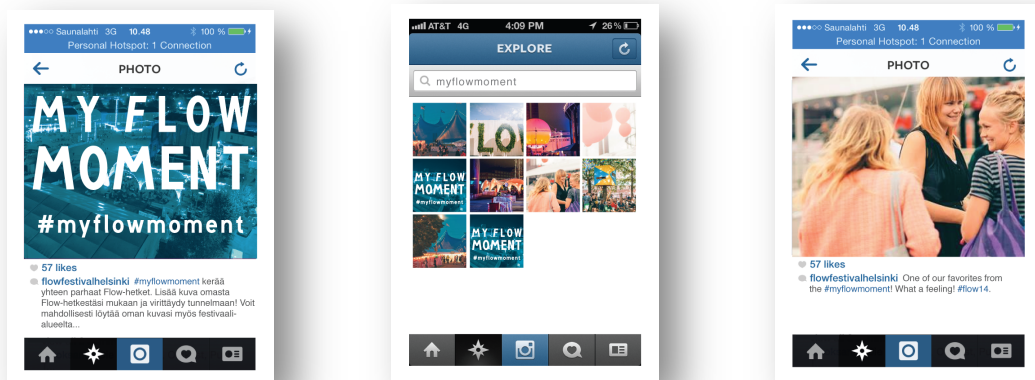 Saunalahti 3G 10.48 100 %
Personal Hotspot: 1 Connection
PHOTO
MY FLOW
MOMENT
#myflowmoment
57 likes
flowfestivalhelsinki #myflowmoment kerää
yhteen parhaat Flow-hetket. Lisää kuva omasta
Flow-hetkestäsi mukaan ja virittäydy tunnelmaan! Voit
mahdollisesti löytää oman kuvasi myös festivaali-
alueelta...
AT&T 4G 4:09 PM 26 %
EXPLORE
myflowmoment
FLO
MY FLOW
MOMENT
#myflowmoment
MY FLOW
MOMENT
#myflowmoment
Saunalahti 3G 10.48 100 %
Personal Hotspot: 1 Connection
PHOTO
57 likes
flowfestivalhelsinki One of our favorites from
the #myflowmoment! What a feeling! #flow14.